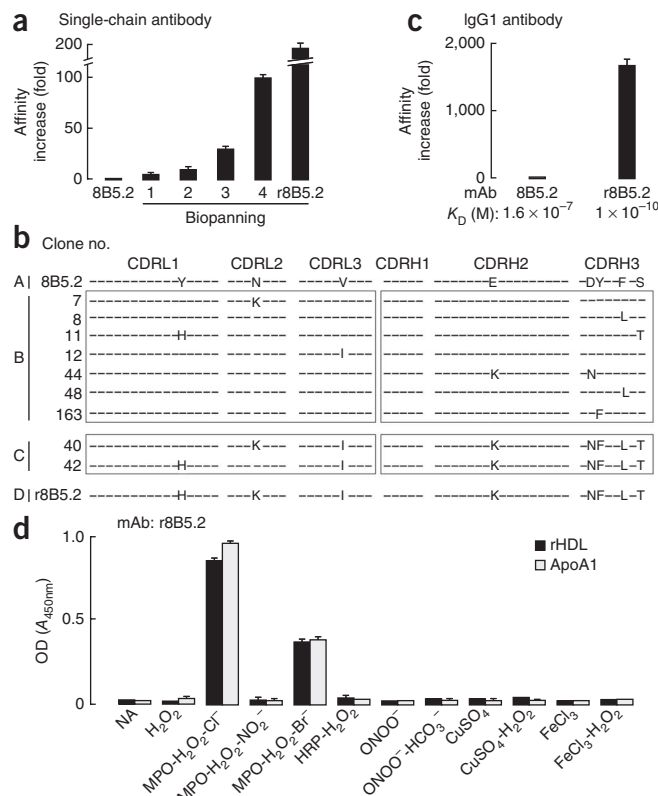 a Single-chain antibody
Affinity increase (fold)
200
100
50
0
8B5.2 1 2 3 4 r8B5.2
Biopanning
c IgG1 antibody
Affinity increase (fold)
2,000
1,000
0
mAb 8B5.2 r8B5.2
K_D (M): 1.6 × 10⁻⁷ 1 × 10⁻¹⁰
b Clone no.
CDRL1 CDRL2 CDRL3 CDRH1 CDRH2 CDRH3
A 8B5.2 Y N V E DY F S
B
7 K
8 L
11 H T
12 I
44 K N
48 L
163 F
C
40 K I K NF L T
42 H I K NF L T
D r8B5.2 H K I K NF L T
d mAb: r8B5.2
rHDL
ApoA1
OD (A₄₅₀ₙₘ)
1.0
0.5
0
NA
H₂O₂
MPO-H₂O₂-Cl⁻
MPO-H₂O₂-NO₂⁻
MPO-H₂O₂-Br⁻
HRP-H₂O₂
ONOO⁻
ONOO⁻-HCO₃⁻
CuSO₄
CuSO₄-H₂O₂
FeCl₃
FeCl₃-H₂O₂